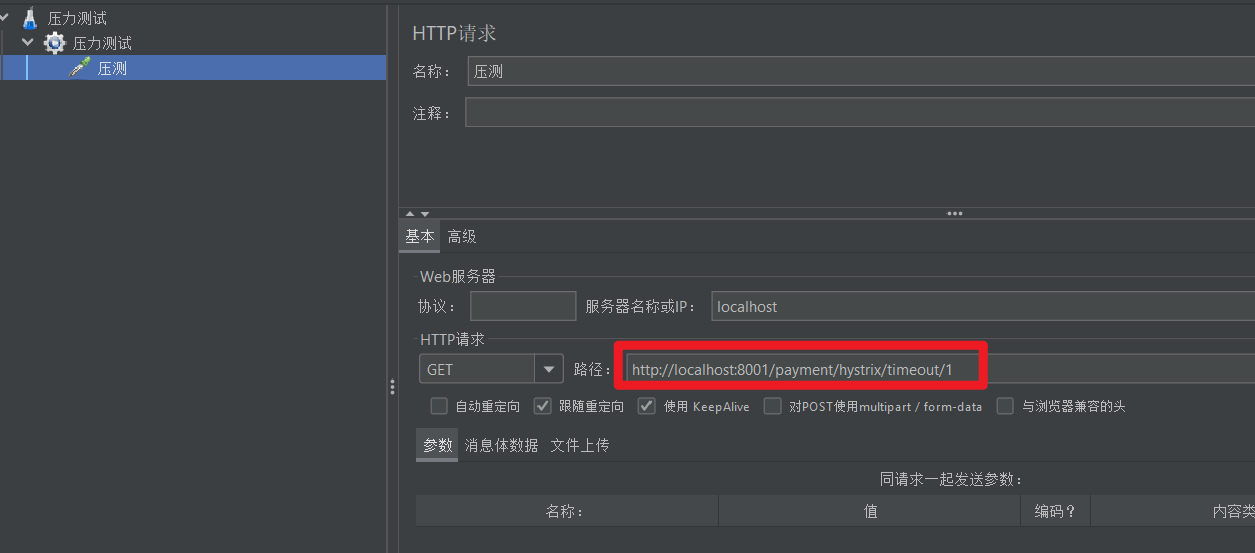 压力测试
压力测试
压测
HTTP请求
名称： 压测
注释：
基本 高级
Web服务器
协议： 服务器名称或IP： localhost
HTTP请求
GET 路径： http://localhost:8001/payment/hystrix/timeout/1
自动重定向 跟随重定向 使用 KeepAlive 对POST使用multipart / form-data 与浏览器兼容的头
参数 消息体数据 文件上传
同请求一起发送参数：
名称： 值 编码？ 内容类